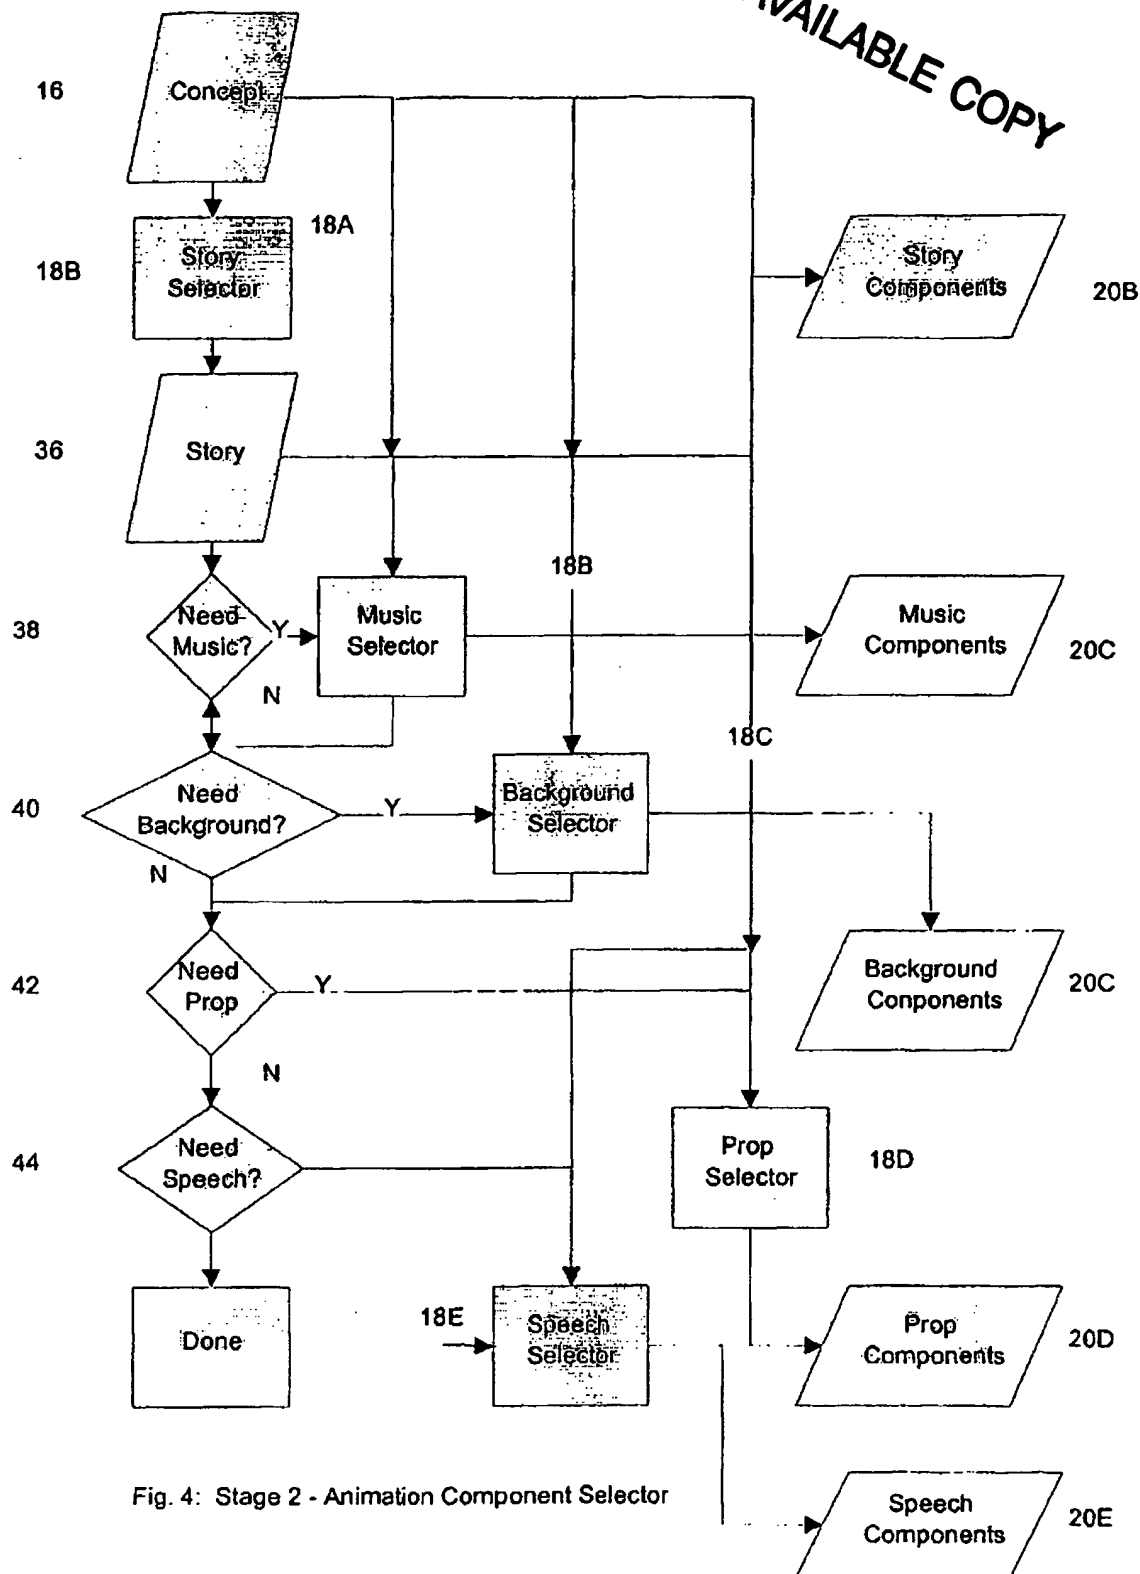 AVAILABLE COPY
16
Concept
18A
18B
Story
Selector
Story
Components
20B
36
Story
18B
38
Need
Music?
Y
Music
Selector
Music
Components
20C
N
18C
40
Need
Background?
Y
Background
Selector
N
42
Need
Prop
Y
Background
Conponents
20C
N
44
Need
Speech?
Prop
Selector
18D
Done
18E
Speech
Selector
Prop
Components
20D
Fig. 4: Stage 2 - Animation Component Selector
Speech
Components
20E